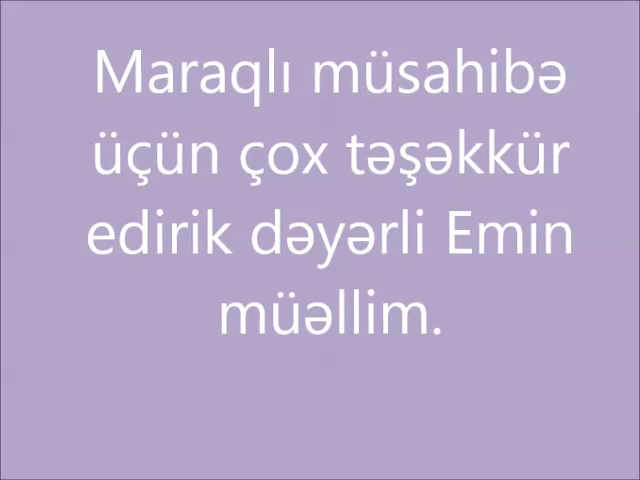 Maraqlı müsahibə
üçün çox təşəkkür
edirik dəyərli Emin
müəllim.